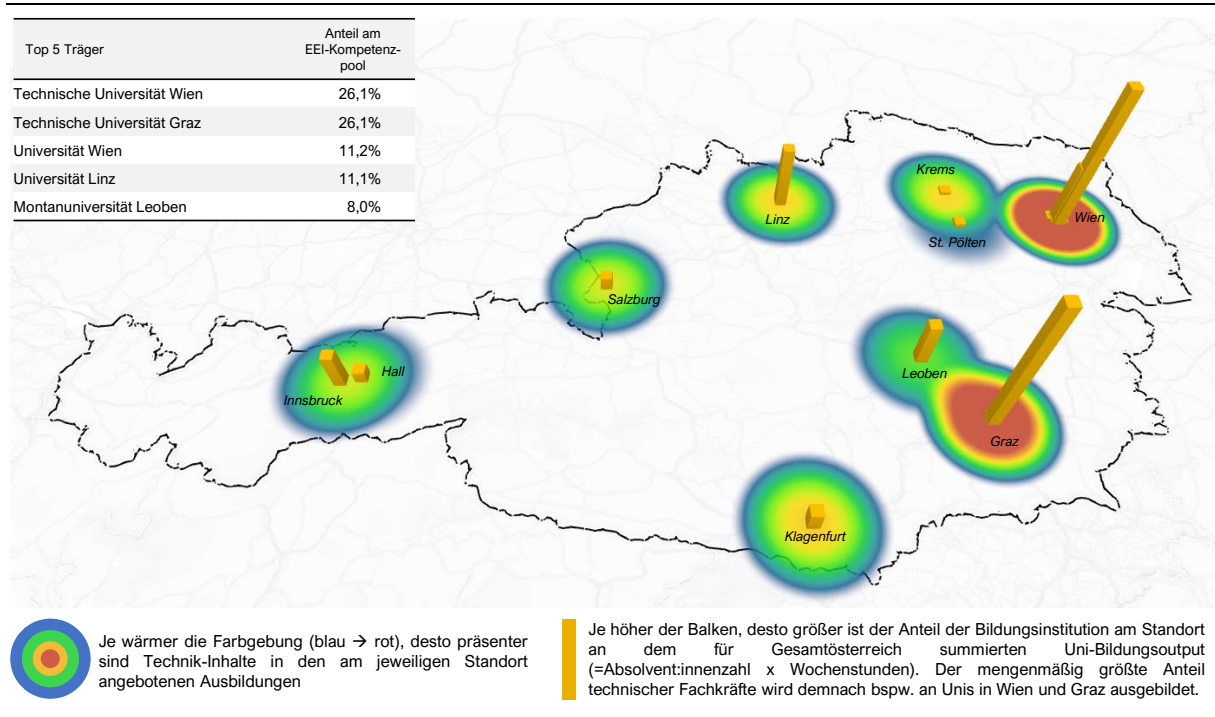 Top 5 Träger
Anteil am
EEI-Kompetenz-
pool
Technische Universität Wien 26,1%
Technische Universität Graz 26,1%
Universität Wien 11,2%
Universität Linz 11,1%
Montanuniversität Leoben 8,0%
Krems
Linz
Wien
St. Pölten
Salzburg
Hall
Leoben
Innsbruck
Graz
Klagenfurt
Je wärmer die Farbgebung (blau → rot), desto präsenter
sind Technik-Inhalte in den am jeweiligen Standort
angebotenen Ausbildungen
Je höher der Balken, desto größer ist der Anteil der Bildungsinstitution am Standort
an dem für Gesamtösterreich summierten Uni-Bildungsoutput
(=Absolvent:innenzahl x Wochenstunden). Der mengenmäßig größte Anteil
technischer Fachkräfte wird demnach bspw. an Unis in Wien und Graz ausgebildet.